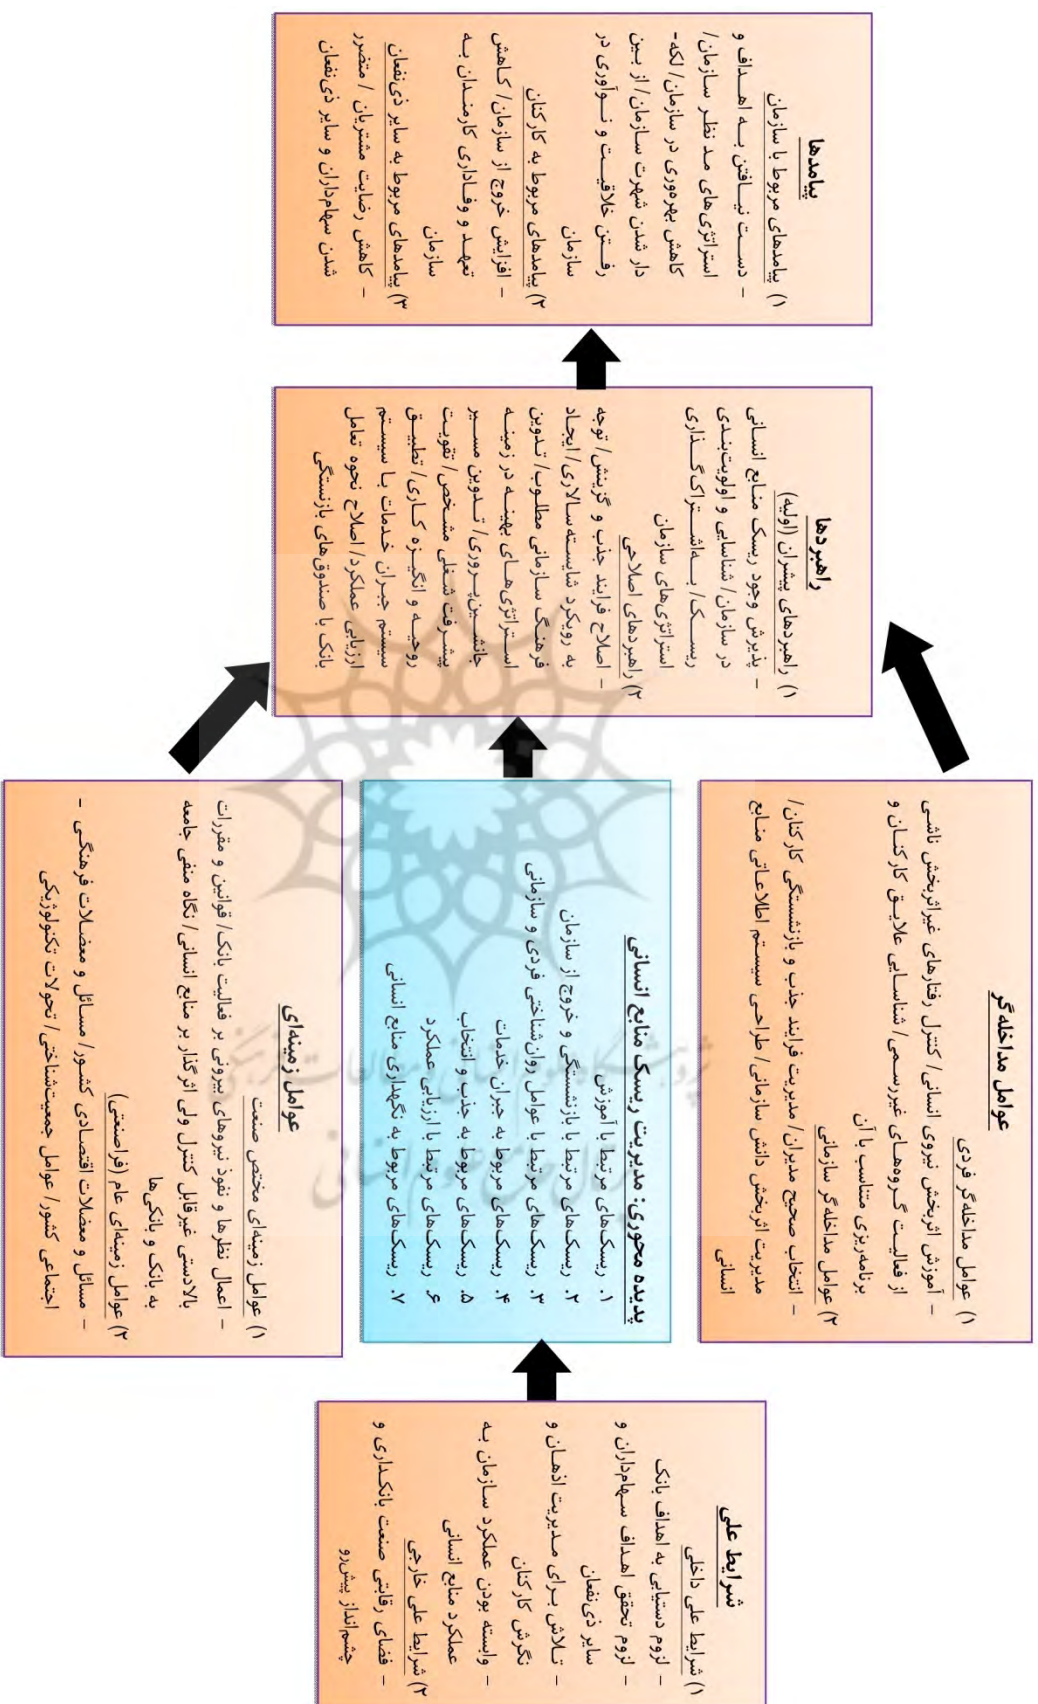 شرایط علی
۱) شرایط علی داخلی
- لزوم دستیابی به اهداف بانک
- لزوم تحقق اهداف سهام‌داران و
سایر ذی‌نفعان
- تلاش برای مدیریت اذهان و
نگرش کارکنان
- وابسته بودن عملکرد سازمان به
عملکرد منابع انسانی
۲) شرایط علی خارجی
- فضای رقابتی صنعت بانکداری و
چشم‌انداز پیش‌رو
عوامل مداخله‌گر
۱) عوامل مداخله‌گر فردی
- آموزش اثربخش نیروی انسانی/ کنترل رفتارهای غیراثربخش ناشی
از فعالیت گروه‌های غیررسمی/ شناسایی علایق کارکنان و
برنامه‌ریزی متناسب با آن
۲) عوامل مداخله‌گر سازمانی
- انتخاب صحیح مدیران/ مدیریت فرایند جذب و بازنشستگی کارکنان/
مدیریت اثربخش دانش سازمانی/ طراحی سیستم اطلاعاتی منابع
انسانی
پدیده محوری: مدیریت ریسک منابع انسانی
۱. ریسک‌های مرتبط با آموزش
۲. ریسک‌های مرتبط با بازنشستگی و خروج از سازمان
۳. ریسک‌های مرتبط با عوامل روان‌شناختی فردی و سازمانی
۴. ریسک‌های مربوط به جبران خدمات
۵. ریسک‌های مربوط به جذب و انتخاب
۶. ریسک‌های مرتبط با ارزیابی عملکرد
۷. ریسک‌های مربوط به نگهداری منابع انسانی
عوامل زمینه‌ای
۱) عوامل زمینه‌ای مختص صنعت
- اعمال نظرها و نفوذ نیروهای بیرونی بر فعالیت بانک/ قوانین و مقررات
بالادستی غیرقابل کنترل ولی اثرگذار بر منابع انسانی/ نگاه منفی جامعه
به بانک و بانکی‌ها
۲) عوامل زمینه‌ای عام (فراصنعتی)
- مسائل و معضلات اقتصادی کشور/ مسائل و معضلات فرهنگی -
اجتماعی کشور/ عوامل جمعیت‌شناختی/ تحولات تکنولوژیکی
راهبردها
۱) راهبردهای پیشران (اولیه)
- پذیرش وجود ریسک منابع انسانی
در سازمان/ شناسایی و اولویت‌بندی
ریسک/ به‌اشتراک‌گذاری
استراتژی‌های سازمان
۲) راهبردهای اصلاحی
- اصلاح فرایند جذب و گزینش/ توجه
به رویکرد شایسته‌سالاری/ ایجاد
فرهنگ سازمانی مطلوب/ تدوین
استراتژی‌های بهینه در زمینه
جانشین‌پروری/ تدوین مسیر
پیشرفت شغلی مشخص/ تقویت
روحیه و انگیزه کاری/ تطبیق
سیستم جبران خدمات با سیستم
ارزیابی عملکرد/ اصلاح نحوه تعامل
بانک با صندوق‌های بازنشستگی
پیامدها
۱) پیامدهای مربوط با سازمان
- دست نیافتن به اهداف و
استراتژی‌های مد نظر سازمان/
کاهش بهره‌وری در سازمان/ لکه-
دار شدن شهرت سازمان/ از بین
رفتن خلاقیت و نوآوری در
سازمان
۲) پیامدهای مربوط به کارکنان
- افزایش خروج از سازمان/ کاهش
تعهد و وفاداری کارمندان به
سازمان
۳) پیامدهای مربوط به سایر ذی‌نفعان
- کاهش رضایت مشتریان / متضرر
شدن سهام‌داران و سایر ذی‌نفعان
پژوهشگاه علوم انسانی و مطالعات فرهنگی
پرتال جامع علوم انسانی